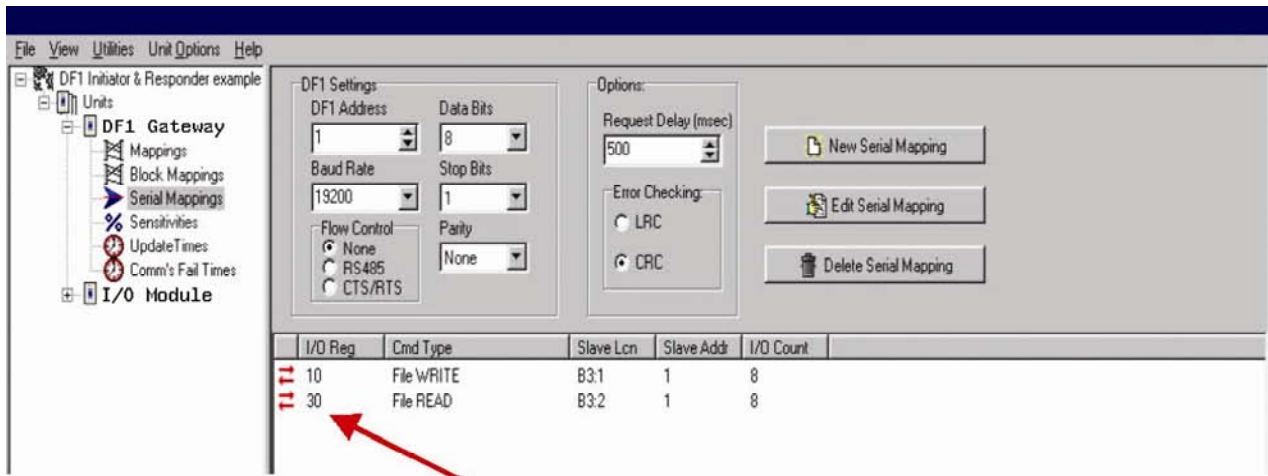 File View Utilities Unit Options Help
DF1 Initiator & Responder example
Units
DF1 Gateway
Mappings
Block Mappings
Serial Mappings
Sensitivities
UpdateTimes
Comm's Fail Times
I/O Module
DF1 Settings
DF1 Address Data Bits
1 8
Baud Rate Stop Bits
19200 1
Flow Control Parity
None
RS485
CTS/RTS
None
Options:
Request Delay (msec)
500
Error Checking:
LRC
CRC
New Serial Mapping
Edit Serial Mapping
Delete Serial Mapping
I/O Reg Cmd Type Slave Lcn Slave Addr I/O Count
10 File WRITE B3:1 1 8
30 File READ B3:2 1 8